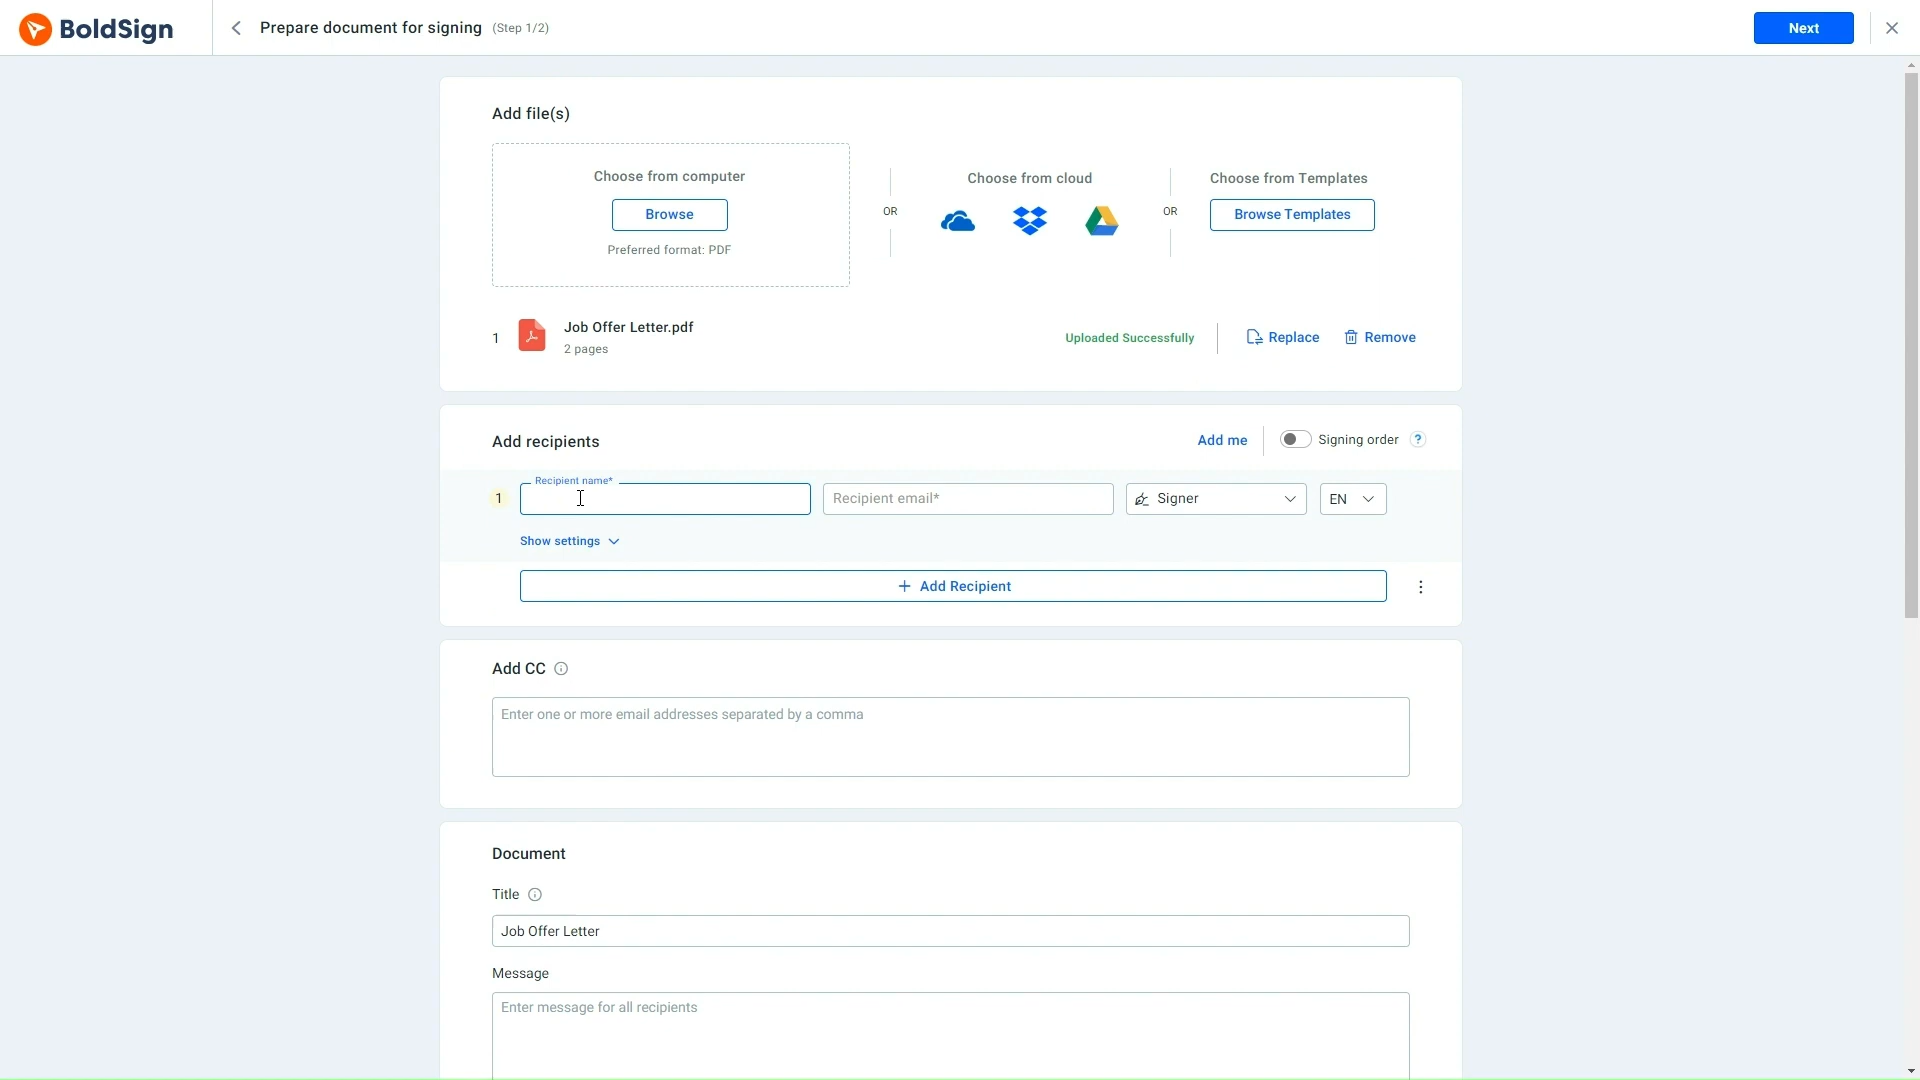 BoldSign
Prepare document for signing (Step 1/2)
Next
Add file(s)
Choose from computer
Browse
Preferred format: PDF
OR
Choose from cloud
OR
Choose from Templates
Browse Templates
1
Job Offer Letter.pdf
2 pages
Uploaded Successfully
Replace
Remove
Add recipients
Add me
Signing order ?
1
Recipient name*
Recipient email*
Signer
EN
Show settings
+ Add Recipient
Add CC
Enter one or more email addresses separated by a comma
Document
Title
Job Offer Letter
Message
Enter message for all recipients